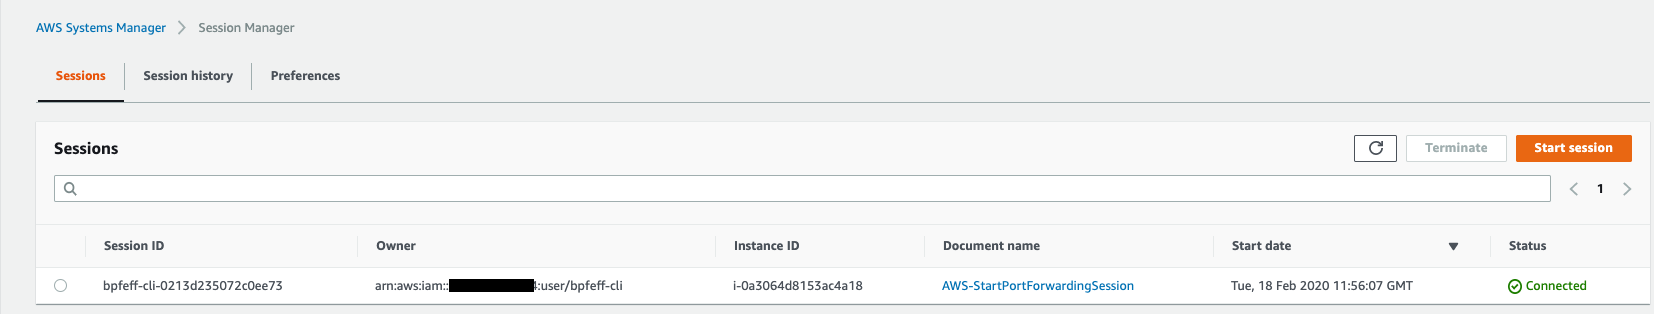 AWS Systems Manager > Session Manager
Sessions Session history Preferences
Sessions Terminate Start session
1
Session ID Owner Instance ID Document name Start date Status
bpfeff-cli-0213d235072c0ee73 arn:aws:iam:: :user/bpfeff-cli i-0a3064d8153ac4a18 AWS-StartPortForwardingSession Tue, 18 Feb 2020 11:56:07 GMT Connected